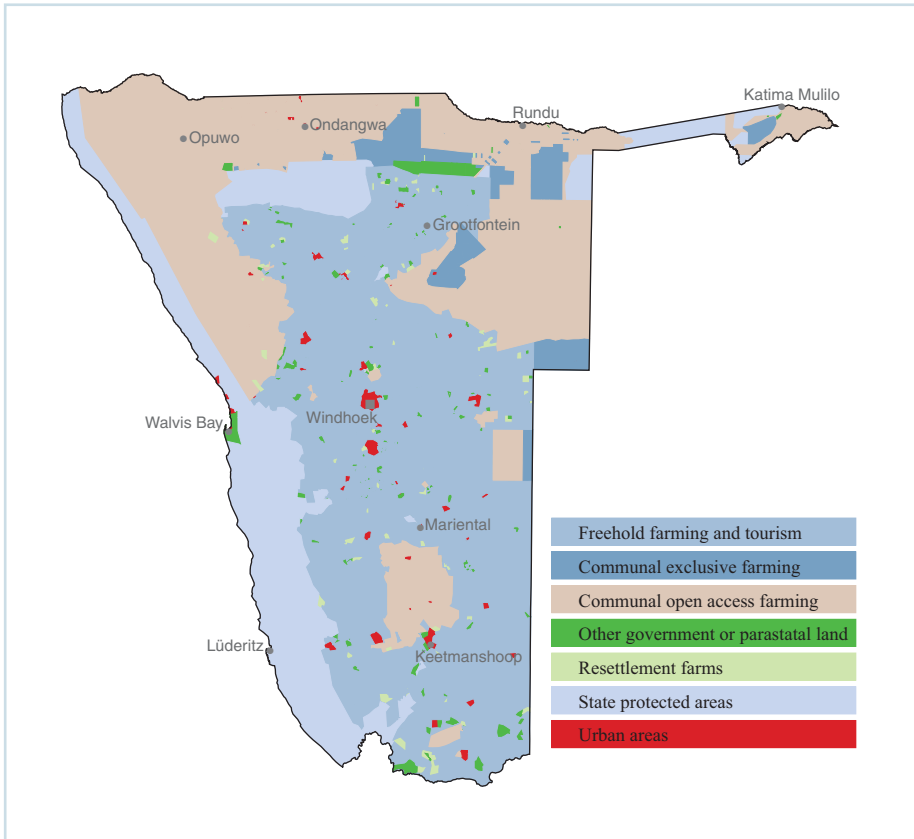 Katima Mulilo
Rundu
Ondangwa
Opuwo
Grootfontein
Walvis Bay
Windhoek
Mariental
Lüderitz
Keetmanshoop
Freehold farming and tourism
Communal exclusive farming
Communal open access farming
Other government or parastatal land
Resettlement farms
State protected areas
Urban areas